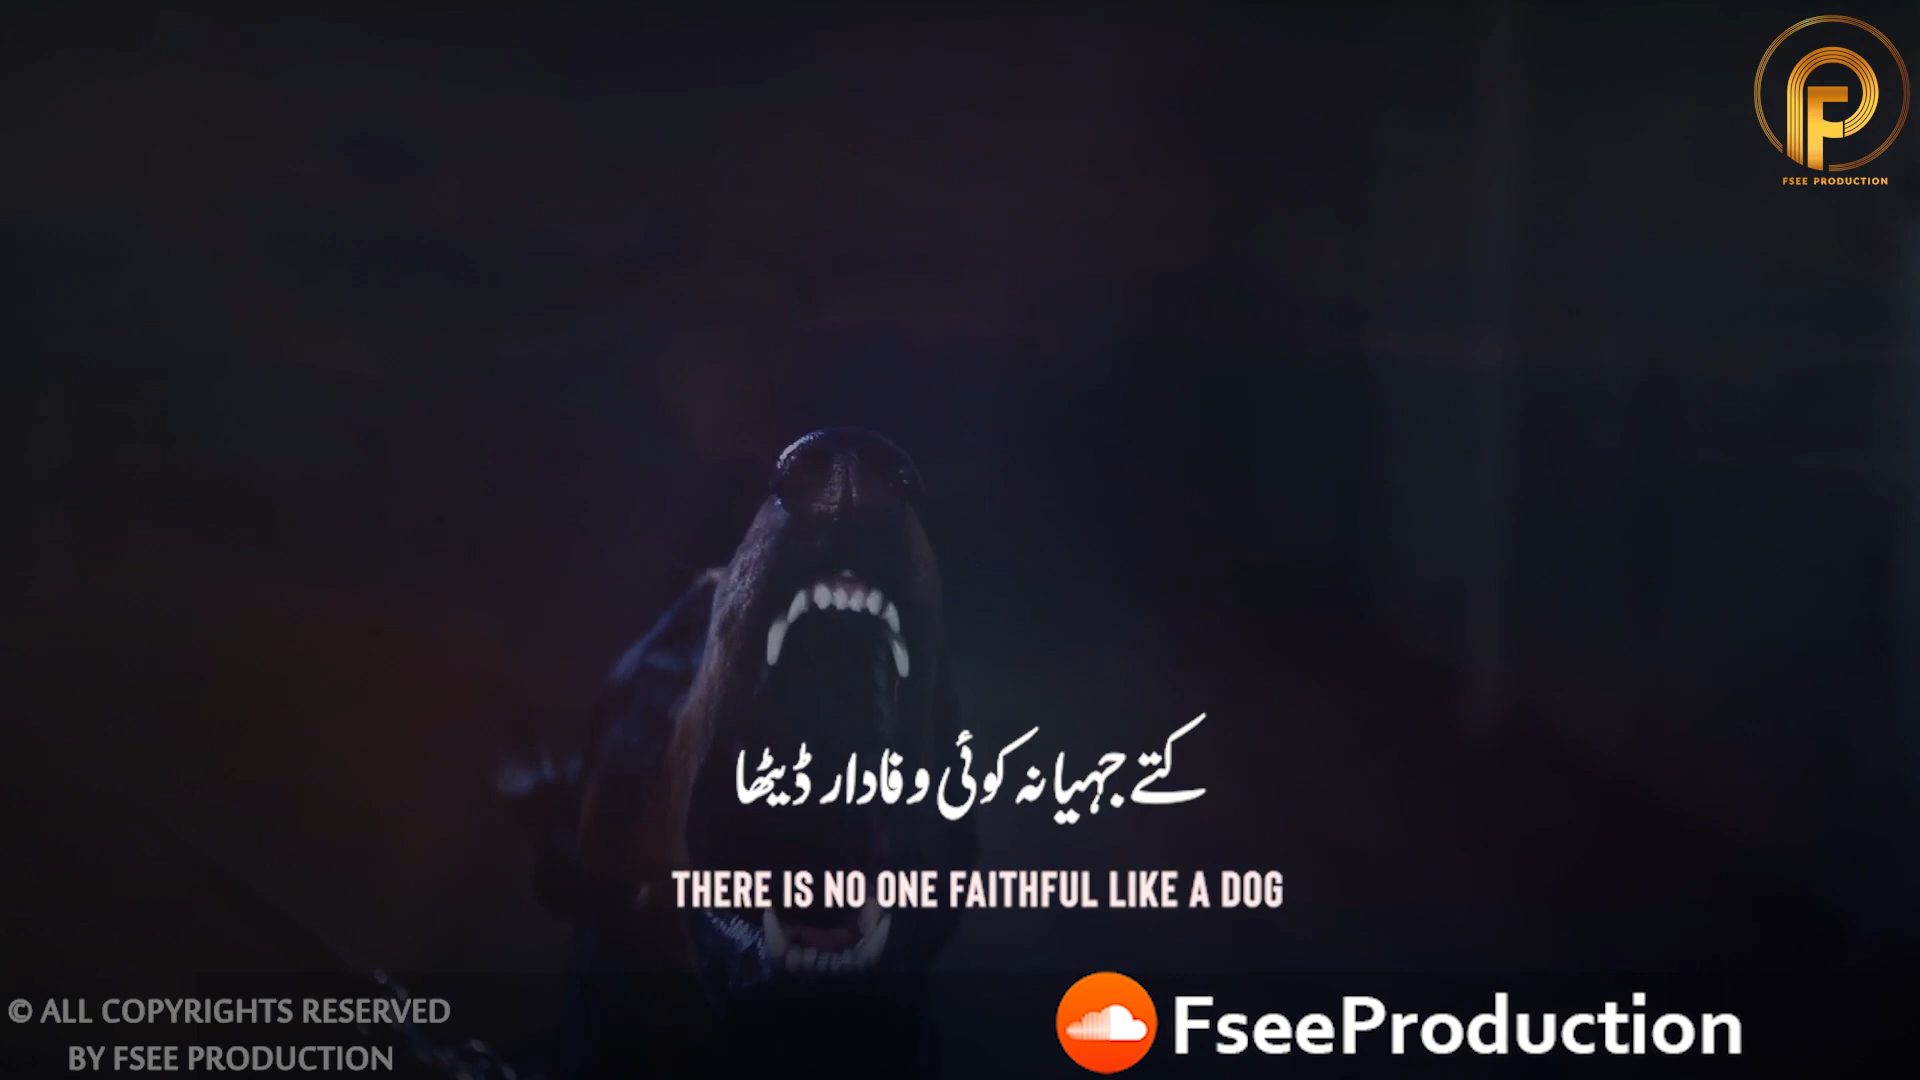 FSEE PRODUCTION
کتے جہیا نہ کوئی وفادار ڈیٹھا
THERE IS NO ONE FAITHFUL LIKE A DOG
© ALL COPYRIGHTS RESERVED
BY FSEE PRODUCTION
FseeProduction